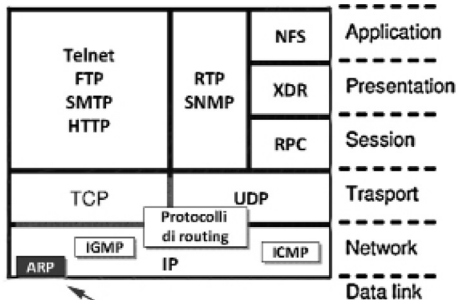 Telnet
FTP
SMTP
HTTP
RTP
SNMP
NFS
XDR
RPC
Application
Presentation
Session
TCP
UDP
Trasport
Protocolli
di routing
IGMP
ICMP
Network
ARP
IP
Data link